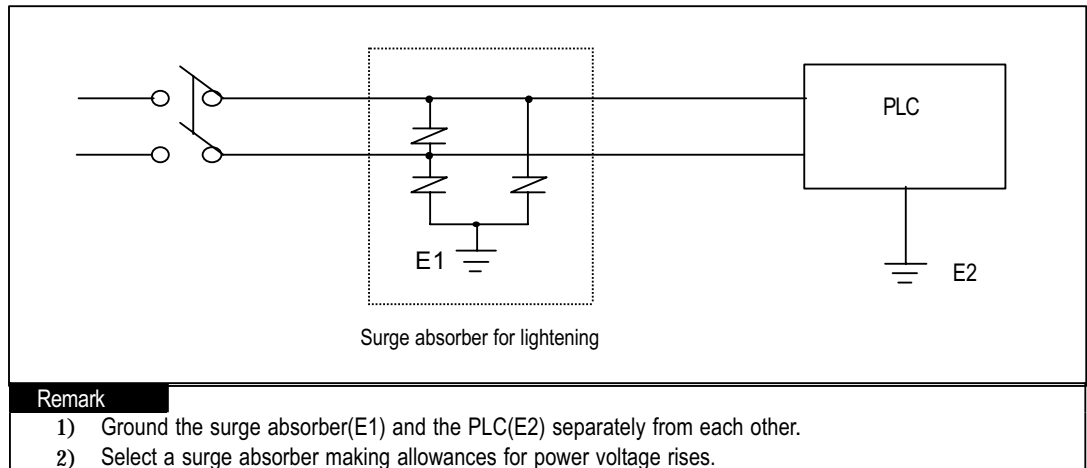 PLC
E1
E2
Surge absorber for lightening
Remark
1) Ground the surge absorber(E1) and the PLC(E2) separately from each other.
2) Select a surge absorber making allowances for power voltage rises.